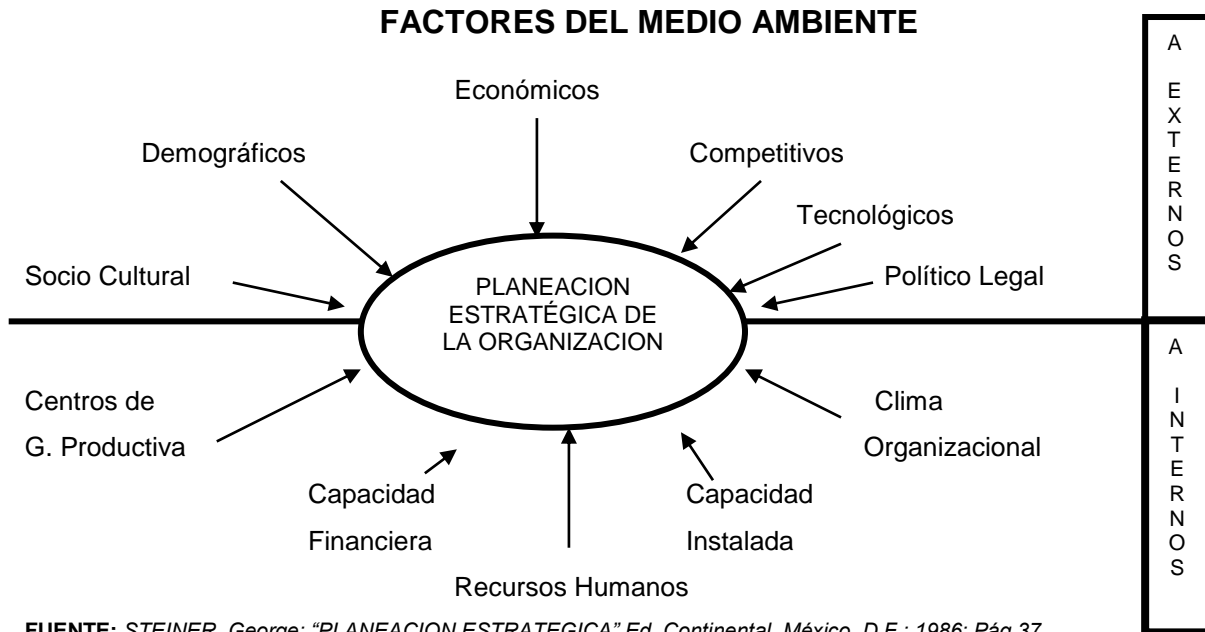 FACTORES DEL MEDIO AMBIENTE
Económicos
Demográficos
Competitivos
Tecnológicos
Socio Cultural
Político Legal
PLANEACION
ESTRATÉGICA DE
LA ORGANIZACION
Centros de
G. Productiva
Clima
Organizacional
Capacidad
Financiera
Capacidad
Instalada
Recursos Humanos
A EXTERNOS
A INTERNOS
FUENTE: STEINER, George: “PLANEACION ESTRATEGICA” Ed. Continental, México, D.F.: 1986: Pág 37